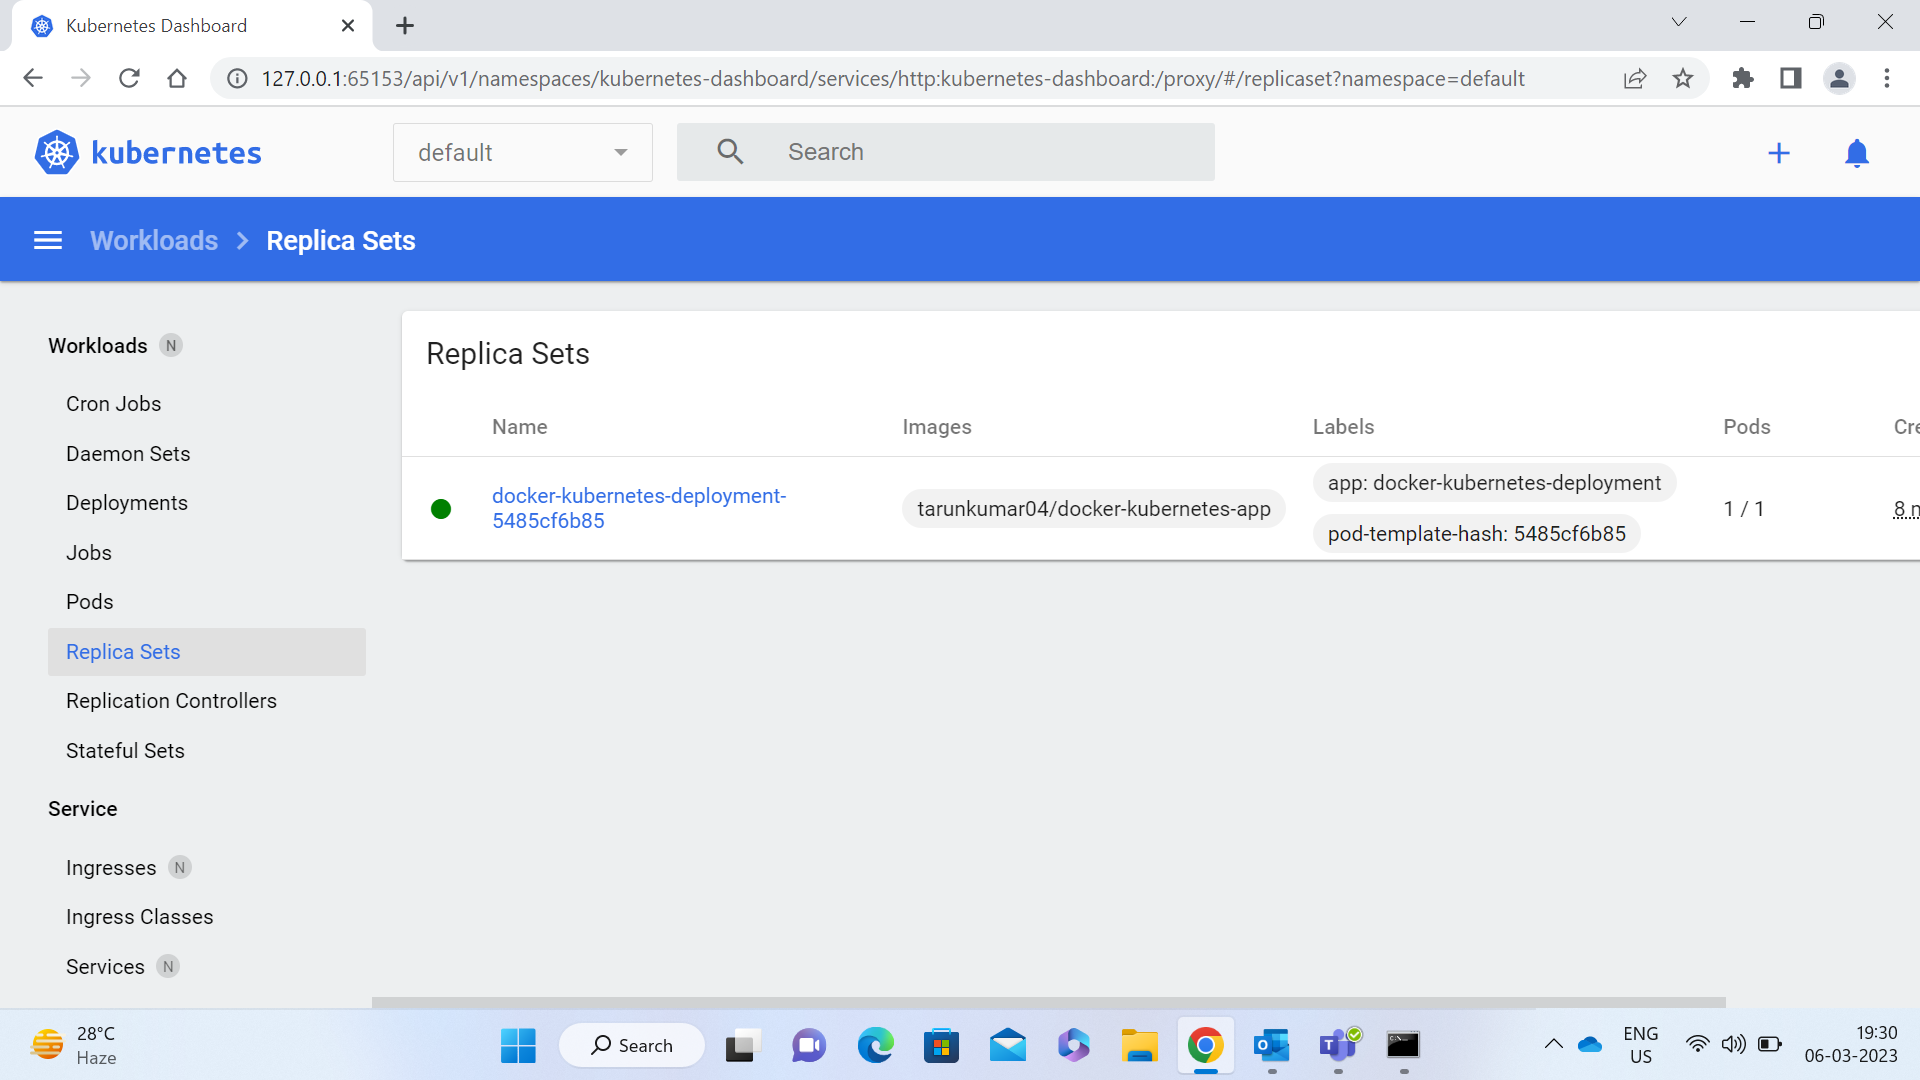 Kubernetes Dashboard
127.0.0.1:65153/api/v1/namespaces/kubernetes-dashboard/services/http:kubernetes-dashboard:/proxy/#/replicaset?namespace=default
kubernetes
default
Search
Workloads
Replica Sets
Workloads N
Cron Jobs
Daemon Sets
Deployments
Jobs
Pods
Replica Sets
Replication Controllers
Stateful Sets
Service
Ingresses N
Ingress Classes
Services N
Replica Sets
Name Images Labels Pods Cre
docker-kubernetes-deployment-
5485cf6b85
tarunkumar04/docker-kubernetes-app
app: docker-kubernetes-deployment
pod-template-hash: 5485cf6b85
1 / 1
8 m
28°C
Haze
Search
ENG
US
19:30
06-03-2023